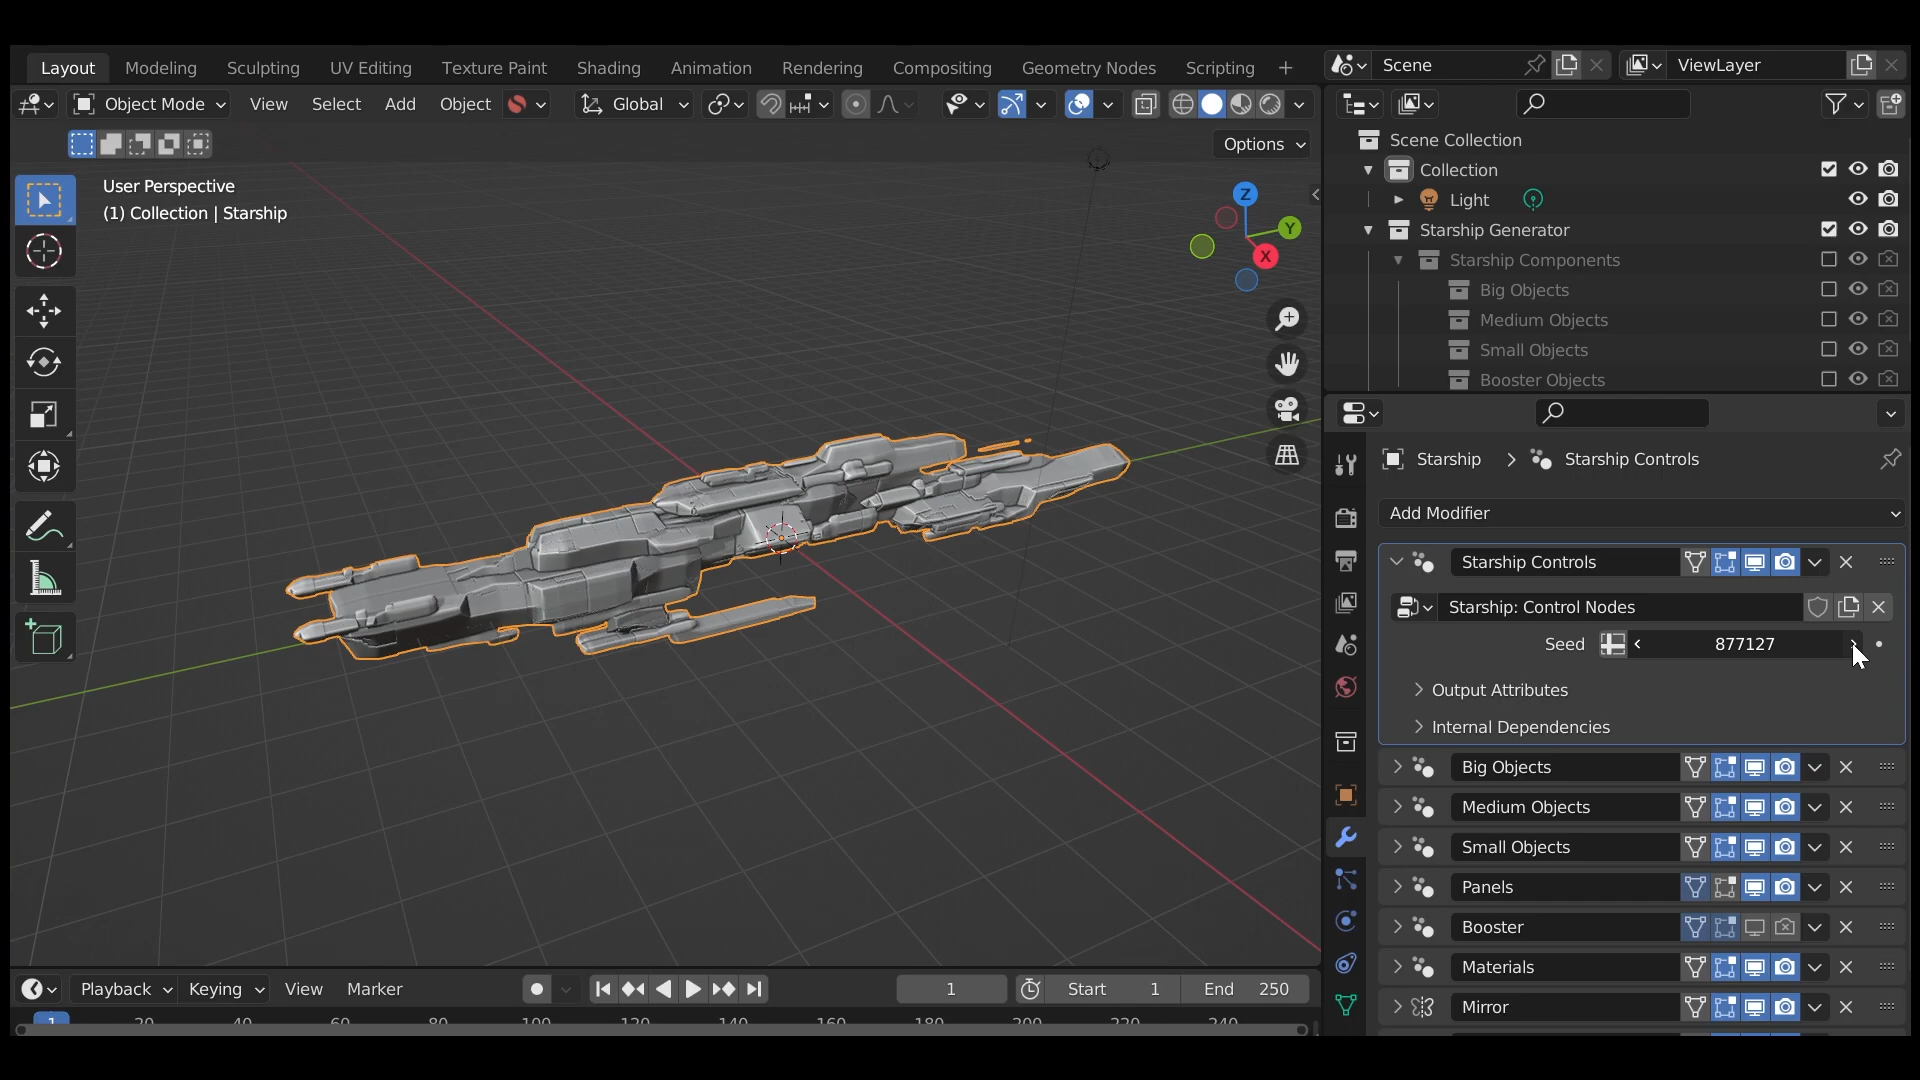 Layout Modeling Sculpting UV Editing Texture Paint Shading Animation Rendering Compositing Geometry Nodes Scripting +
Scene ViewLayer
Object Mode View Select Add Object Global
Options
User Perspective
(1) Collection | Starship
Z
Y
X
Scene Collection
Collection
Light
Starship Generator
Starship Components
Big Objects
Medium Objects
Small Objects
Booster Objects
Starship > Starship Controls
Add Modifier
Starship Controls
Starship: Control Nodes
Seed 877127
Output Attributes
Internal Dependencies
Big Objects
Medium Objects
Small Objects
Panels
Booster
Materials
Mirror
Playback Keying View Marker 1 Start 1 End 250
1 20 40 60 80 100 120 140 160 180 200 220 240